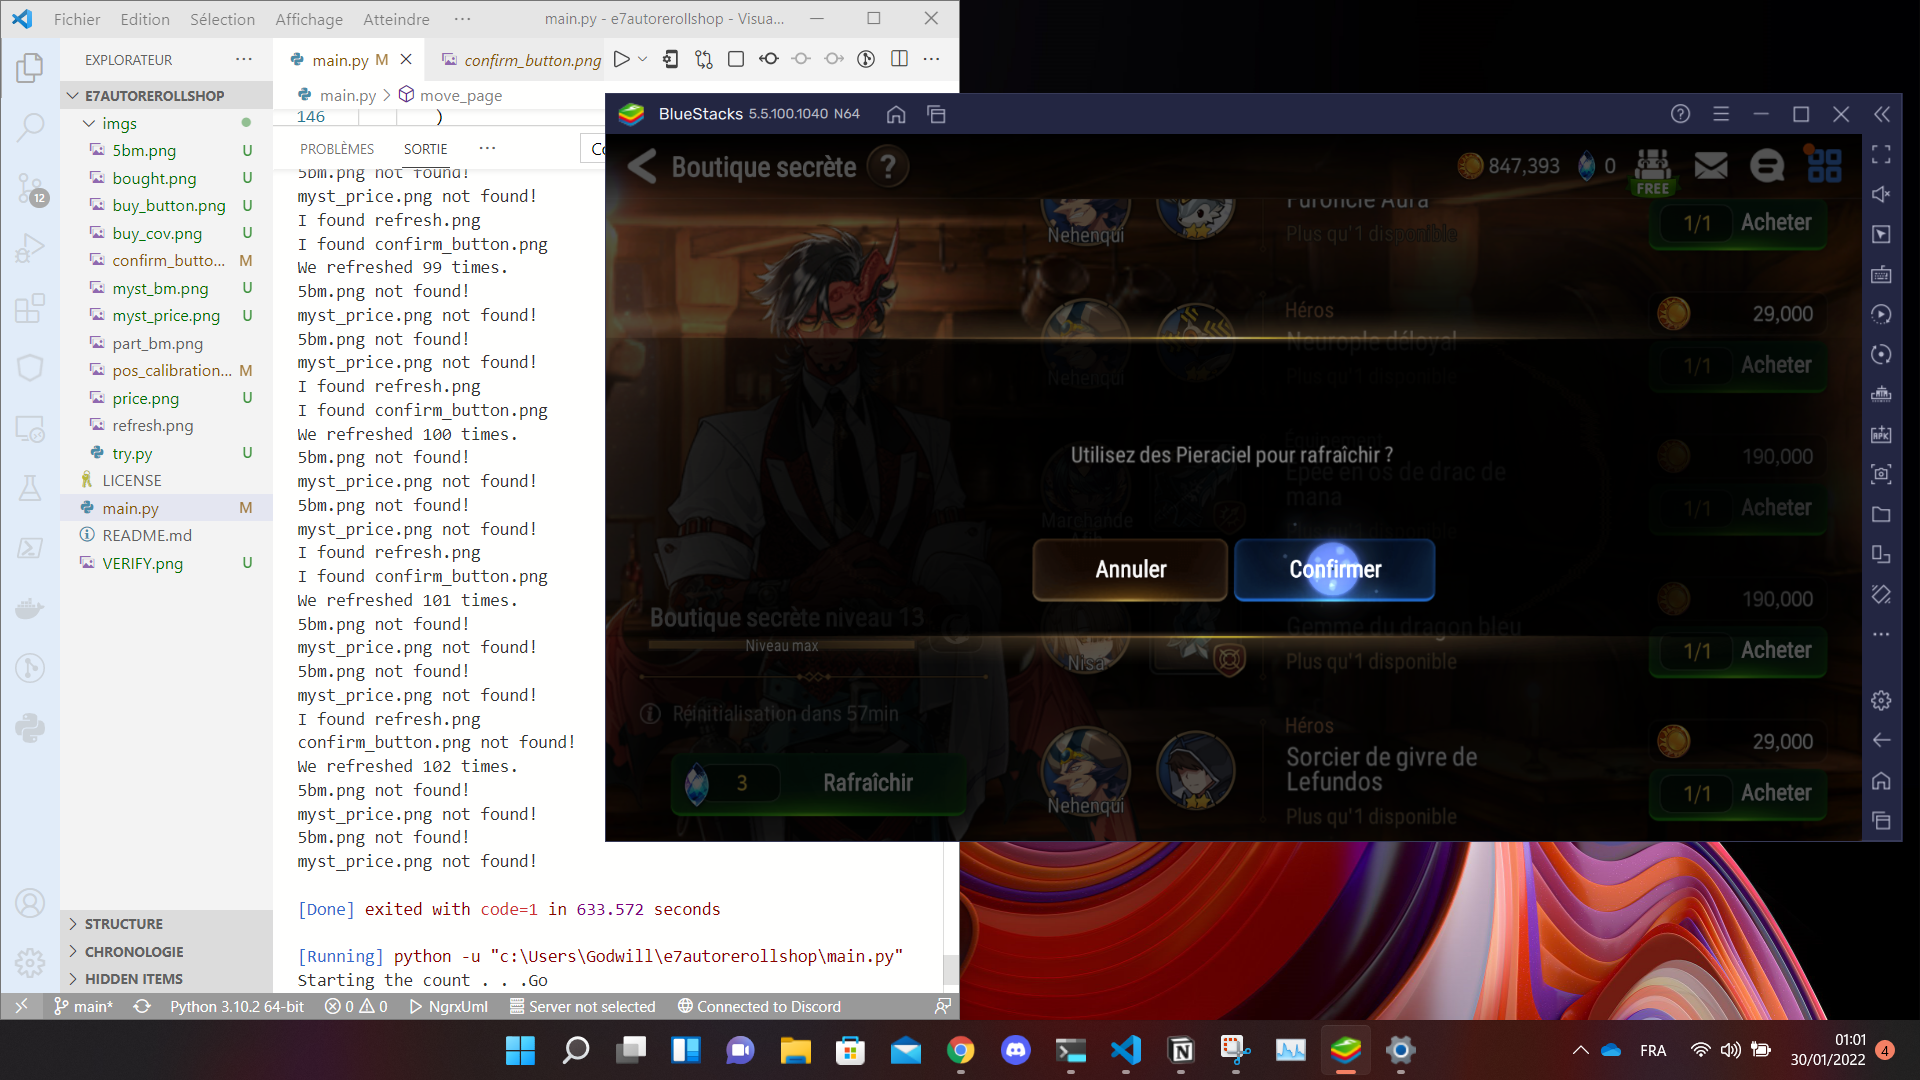 Fichier Edition Sélection Affichage Atteindre ... main.py - e7autorerollshop - Visua...
EXPLORATEUR ...
E7AUTOREROLLSHOP
imgs
5bm.png U
bought.png U
buy_button.png U
buy_cov.png U
confirm_butto... M
myst_bm.png U
myst_price.png U
part_bm.png
pos_calibration... M
price.png U
refresh.png
try.py U
LICENSE
main.py M
README.md
VERIFY.png U
STRUCTURE
CHRONOLOGIE
HIDDEN ITEMS
12
main.py M
confirm_button.png
main.py > move_page
146 )
PROBLÈMES SORTIE ...
5bm.png not found!
myst_price.png not found!
I found refresh.png
I found confirm_button.png
We refreshed 99 times.
5bm.png not found!
myst_price.png not found!
5bm.png not found!
myst_price.png not found!
I found refresh.png
I found confirm_button.png
We refreshed 100 times.
5bm.png not found!
myst_price.png not found!
5bm.png not found!
myst_price.png not found!
I found refresh.png
I found confirm_button.png
We refreshed 101 times.
5bm.png not found!
myst_price.png not found!
5bm.png not found!
myst_price.png not found!
I found refresh.png
confirm_button.png not found!
We refreshed 102 times.
5bm.png not found!
myst_price.png not found!
5bm.png not found!
myst_price.png not found!
[Done] exited with code=1 in 633.572 seconds
[Running] python -u "c:\Users\Godwill\e7autorerollshop\main.py"
Starting the count . . .Go
main* Python 3.10.2 64-bit 0 0 NgrxUml Server not selected Connected to Discord
BlueStacks 5.5.100.1040 N64
Boutique secrète ?
847,393 0 FREE
Furoncle Aura
Nehenqui
Plus qu'1 disponible
1/1 Acheter
Héros
29,000
Neurople déloyal
Nehenqui
Plus qu'1 disponible
1/1 Acheter
Utilisez des Pieraciel pour rafraîchir ?
Équipement
190,000
Épée en os de drac de
mana
Marchande
Plus qu'1 disponible
1/1 Acheter
Annuler Confirmer
190,000
Gemme du dragon bleu
Nisa
Plus qu'1 disponible
1/1 Acheter
Boutique secrète niveau 13
Niveau max
Réinitialisation dans 57min
3 Rafraîchir
Héros
29,000
Sorcier de givre de
Lefundos
Nehenqui
Plus qu'1 disponible
1/1 Acheter
FRA
01:01
30/01/2022
4